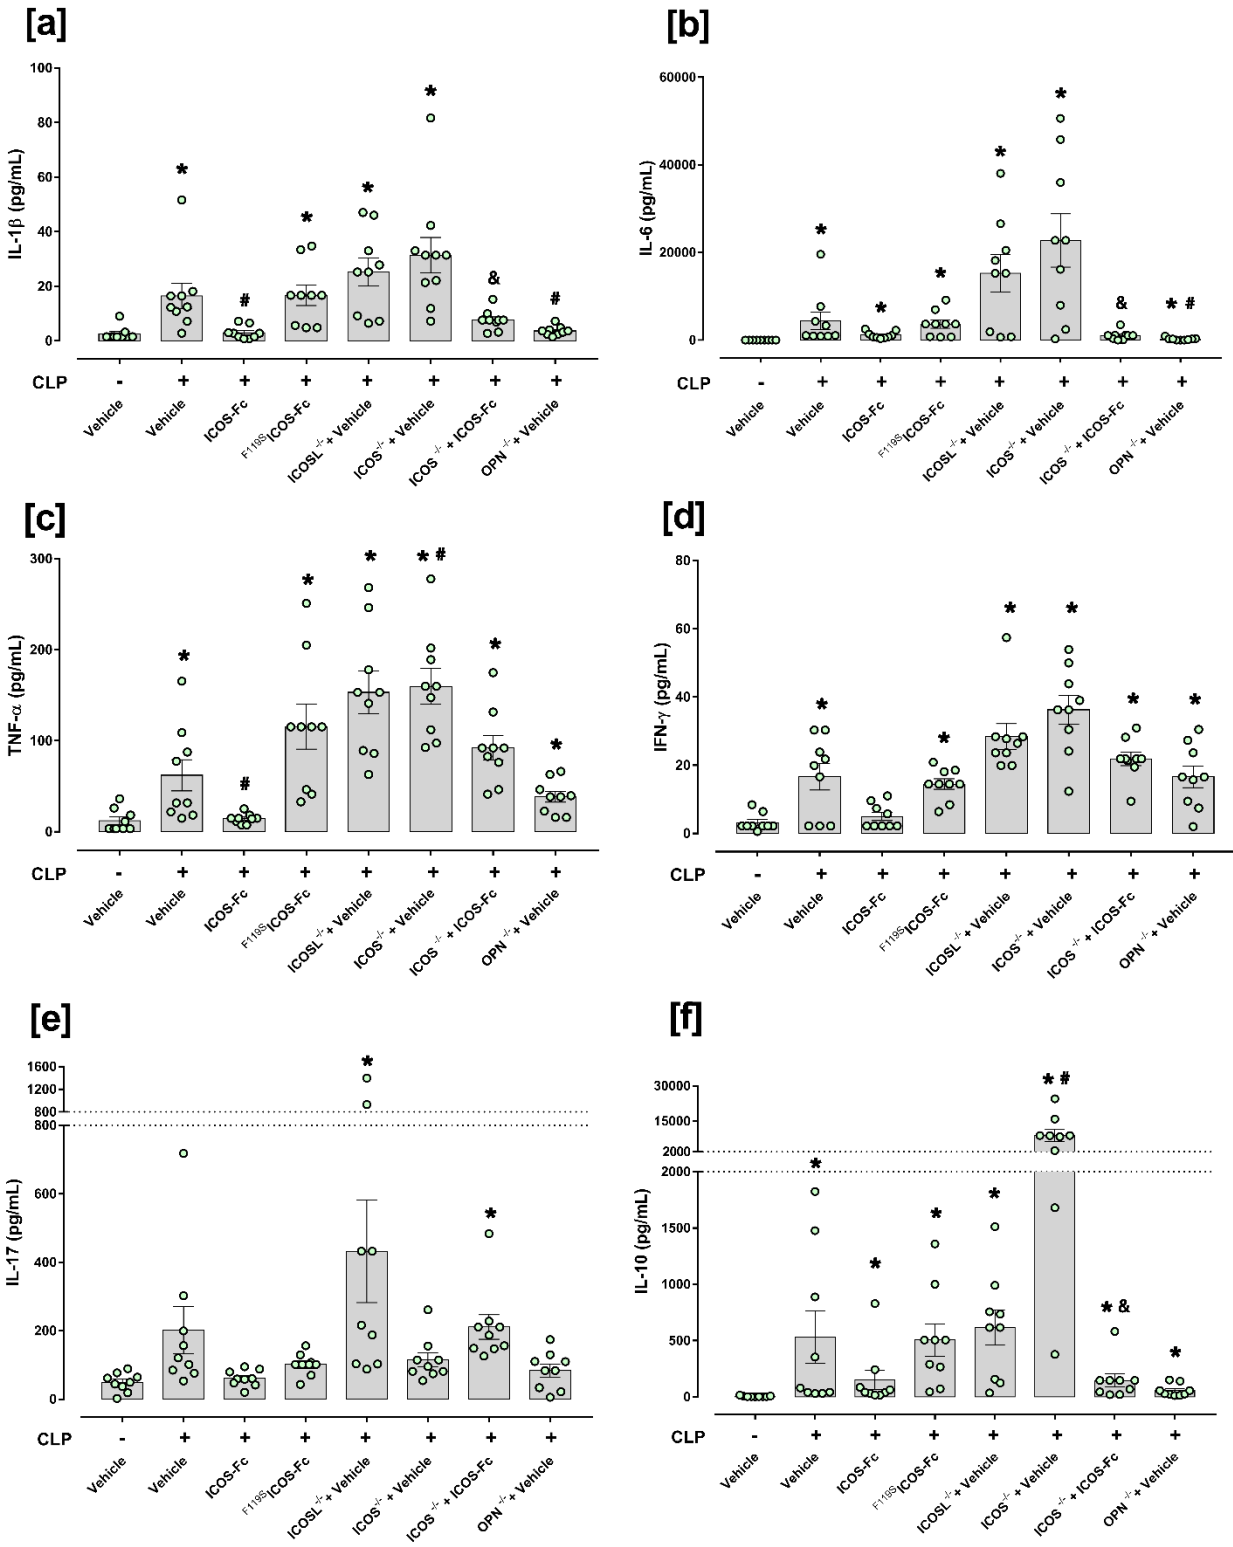 [a]
IL-1β (pg/mL)
100
80
60
40
20
0
* # * * * & #
CLP - + + + + + + +
Vehicle
Vehicle
ICOS-Fc
F119SICOS-Fc
ICOSL-/-+ Vehicle
ICOS-/-+ Vehicle
ICOS-/- + ICOS-Fc
OPN-/-+ Vehicle
[b]
IL-6 (pg/mL)
60000
40000
20000
0
* * * * * & * #
CLP - + + + + + + +
Vehicle
Vehicle
ICOS-Fc
F119SICOS-Fc
ICOSL-/-+ Vehicle
ICOS-/-+ Vehicle
ICOS-/- + ICOS-Fc
OPN-/-+ Vehicle
[c]
TNF-α (pg/mL)
300
200
100
0
* # * * * # * *
CLP - + + + + + + +
Vehicle
Vehicle
ICOS-Fc
F119SICOS-Fc
ICOSL-/-+ Vehicle
ICOS-/-+ Vehicle
ICOS-/- + ICOS-Fc
OPN-/-+ Vehicle
[d]
IFN-γ (pg/mL)
80
60
40
20
0
* * * * * *
CLP - + + + + + + +
Vehicle
Vehicle
ICOS-Fc
F119SICOS-Fc
ICOSL-/-+ Vehicle
ICOS-/-+ Vehicle
ICOS-/- + ICOS-Fc
OPN-/-+ Vehicle
[e]
IL-17 (pg/mL)
1600
1200
800
800
600
400
200
0
* *
CLP - + + + + + + +
Vehicle
Vehicle
ICOS-Fc
F119SICOS-Fc
ICOSL-/-+ Vehicle
ICOS-/-+ Vehicle
ICOS-/- + ICOS-Fc
OPN-/-+ Vehicle
[f]
IL-10 (pg/mL)
30000
15000
2000
2000
1500
1000
500
0
* * * * * # * & *
CLP - + + + + + + +
Vehicle
Vehicle
ICOS-Fc
F119SICOS-Fc
ICOSL-/-+ Vehicle
ICOS-/-+ Vehicle
ICOS-/- + ICOS-Fc
OPN-/-+ Vehicle